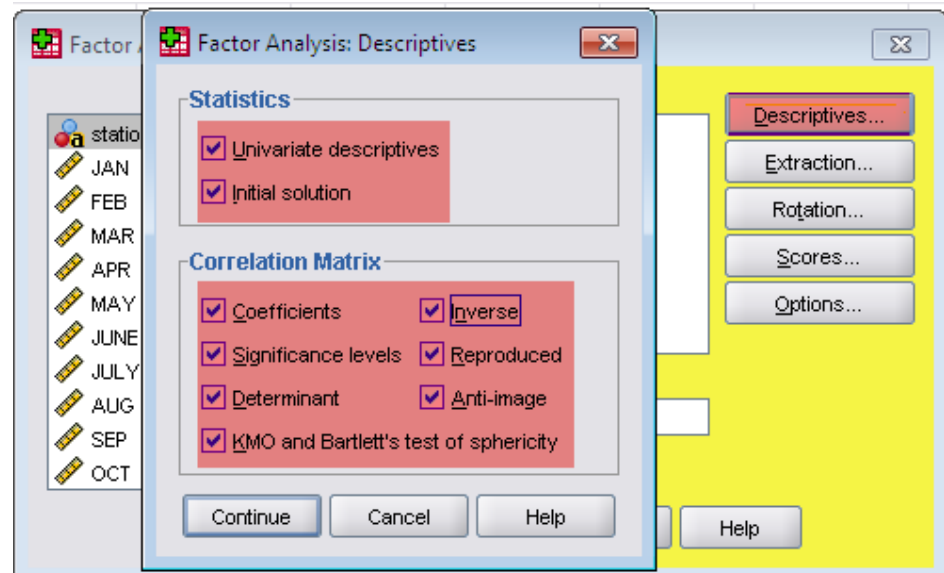 Factor A
Factor Analysis: Descriptives
Statistics
Univariate descriptives
Initial solution
Correlation Matrix
Coefficients
Inverse
Significance levels
Reproduced
Determinant
Anti-image
KMO and Bartlett's test of sphericity
Continue
Cancel
Help
a statio
JAN
FEB
MAR
APR
MAY
JUNE
JULY
AUG
SEP
OCT
Descriptives...
Extraction...
Rotation...
Scores...
Options...
Help